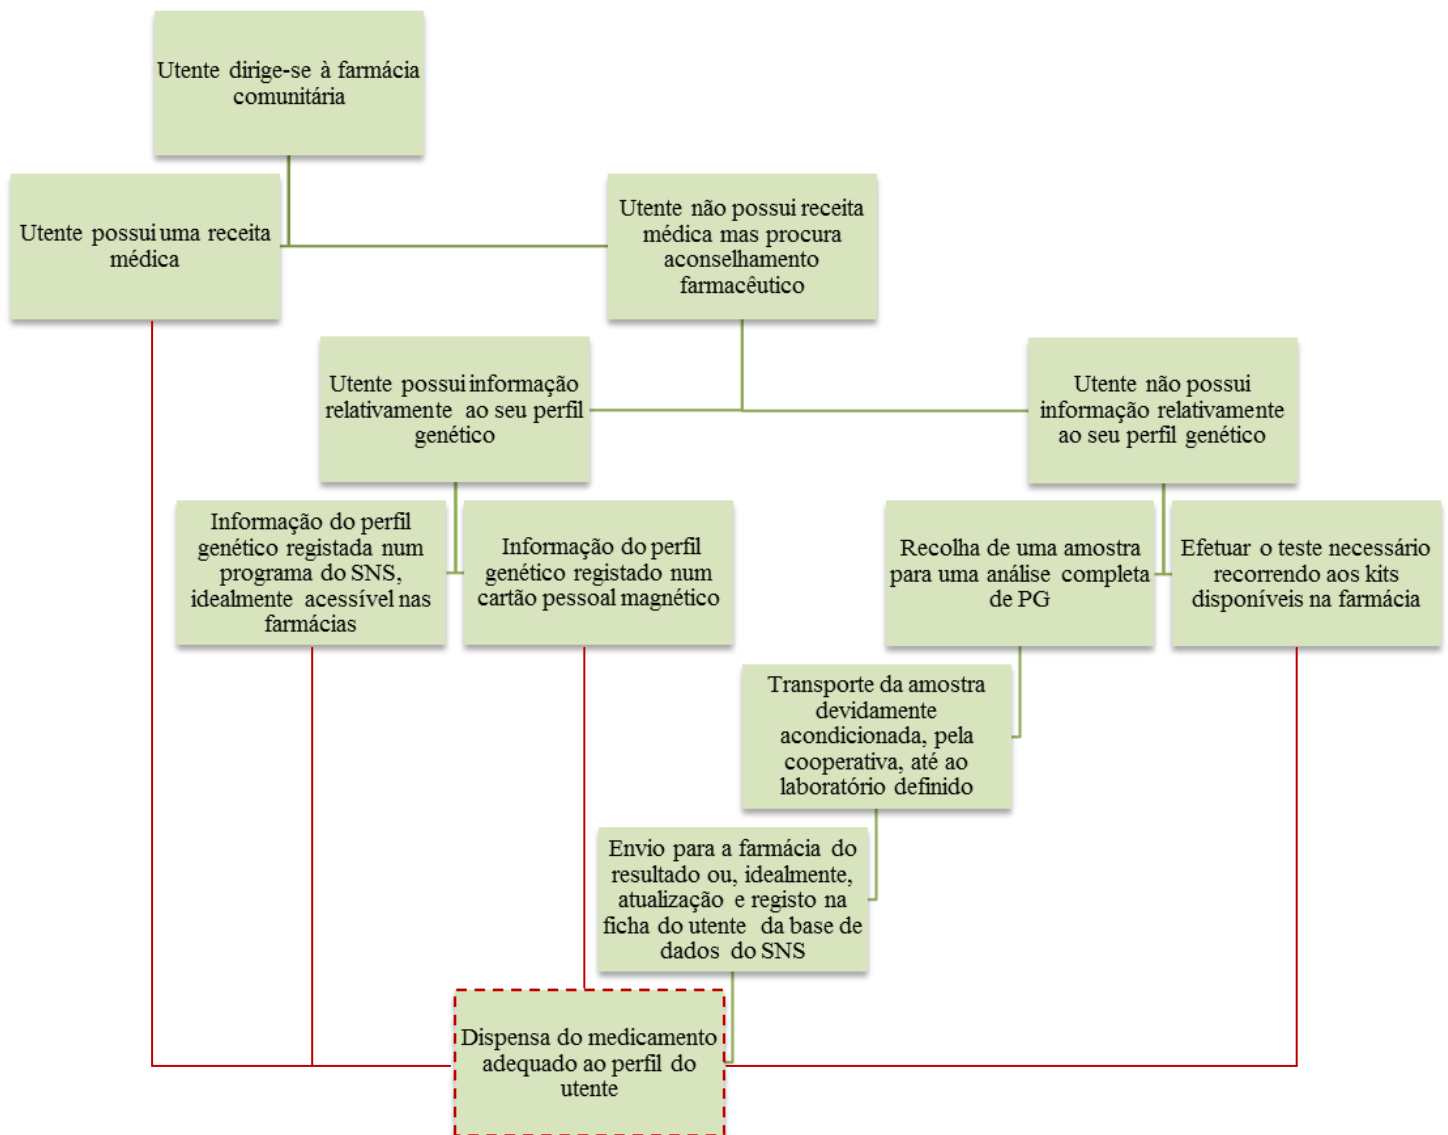 Utente dirige-se à farmácia
comunitária
Utente possui uma receita
médica
Utente não possui receita
médica mas procura
aconselhamento
farmacêutico
Utente possui informação
relativamente ao seu perfil
genético
Utente não possui
informação relativamente
ao seu perfil genético
Informação do perfil
genético registada num
programa do SNS,
idealmente acessível nas
farmácias
Informação do perfil
genético registado num
cartão pessoal magnético
Recolha de uma amostra
para uma análise completa
de PG
Efetuar o teste necessário
recorrendo aos kits
disponíveis na farmácia
Transporte da amostra
devidamente
acondicionada, pela
cooperativa, até ao
laboratório definido
Envio para a farmácia do
resultado ou, idealmente,
atualização e registo na
ficha do utente da base de
dados do SNS
Dispensa do medicamento
adequado ao perfil do
utente